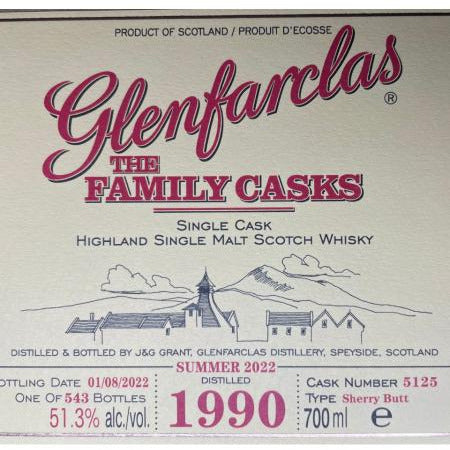 PRODUCT OF SCOTLAND / PRODUIT D'ECOSSE
Glenfarclas ®
THE
FAMILY CASKS
SINGLE CASK
HIGHLAND SINGLE MALT SCOTCH WHISKY
DISTILLED & BOTTLED BY J&G GRANT, GLENFARCLAS DISTILLERY, SPEYSIDE, SCOTLAND
SUMMER 2022
OTTLING DATE 01/08/2022
ONE OF 543 BOTTLES
51.3% alc./vol.
DISTILLED
1990
CASK NUMBER 5125
TYPE Sherry Butt
700ml e